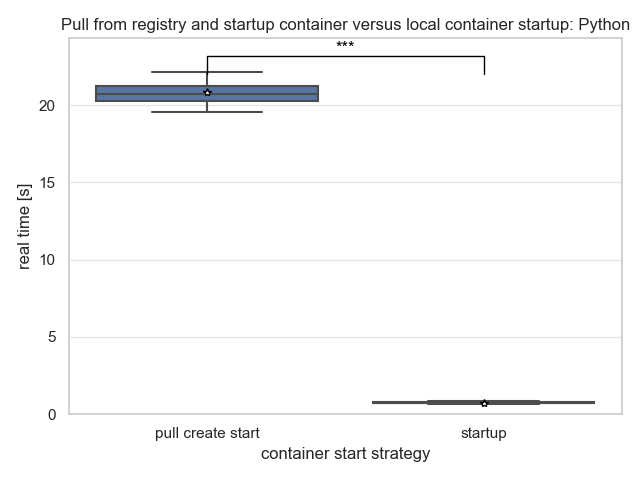 Pull from registry and startup container versus local container startup: Python
***
20
15
10
5
0
real time [s]
pull create start
startup
container start strategy